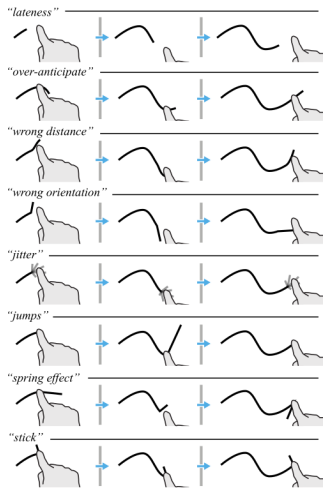 "lateness"
"over-anticipate"
"wrong distance"
"wrong orientation"
"jitter"
"jumps"
"spring effect"
"stick"